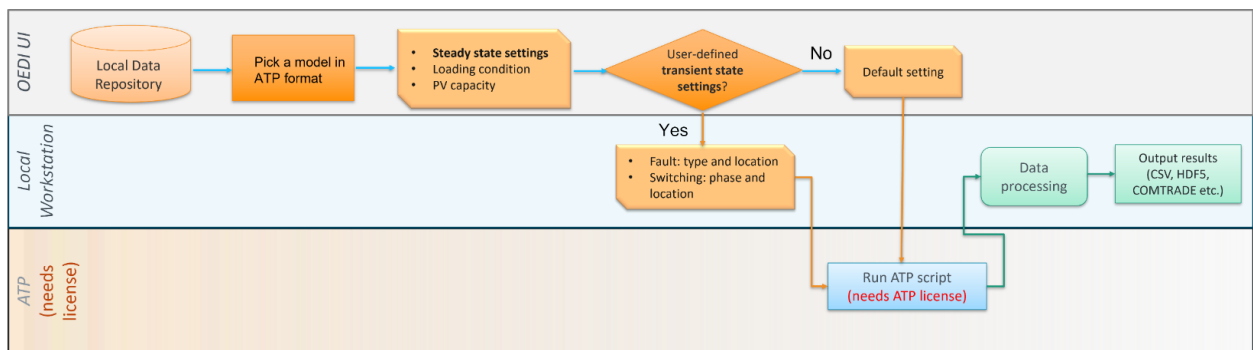 OEDI UI
Local Data
Repository
Pick a model in
ATP format
• Steady state settings
• Loading condition
• PV capacity
User-defined
transient state
settings?
No
Default setting
Yes
Local
Workstation
• Fault: type and location
• Switching: phase and
location
Data
processing
Output results
(CSV, HDF5,
COMTRADE etc.)
ATP
(needs
license)
Run ATP script
(needs ATP license)